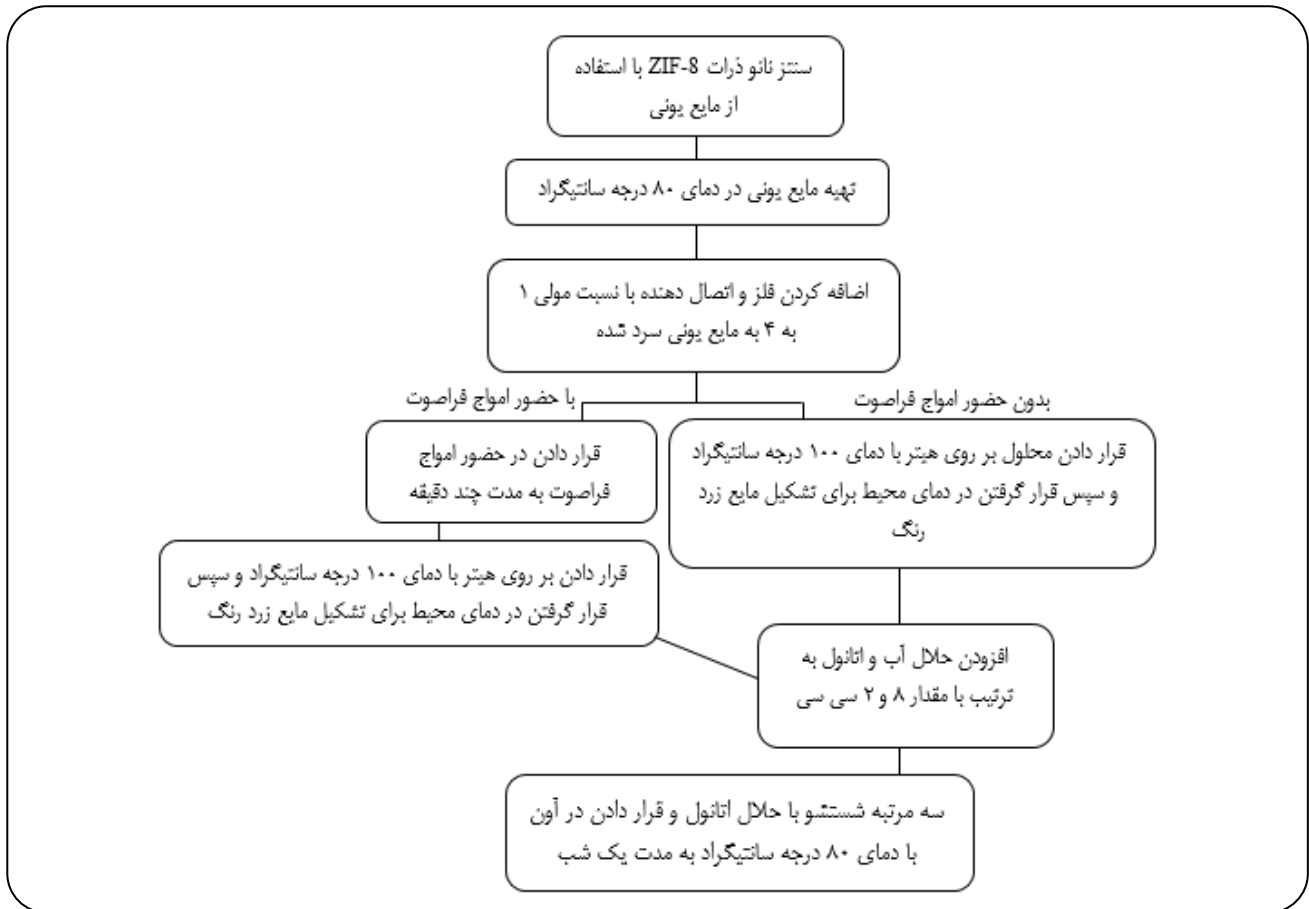 سنتز نانو ذرات ZIF-8 با استفاده
از مایع یونی
تهیه مایع یونی در دمای ۸۰ درجه سانتیگراد
اضافه کردن فلز و اتصال دهنده با نسبت مولی ۱
به ۴ به مایع یونی سرد شده
بدون حضور امواج فراصوت
با حضور امواج فراصوت
قرار دادن محلول بر روی هیتر با دمای ۱۰۰ درجه سانتیگراد
و سپس قرار گرفتن در دمای محیط برای تشکیل مایع زرد
رنگ
قرار دادن در حضور امواج
فراصوت به مدت چند دقیقه
قرار دادن بر روی هیتر با دمای ۱۰۰ درجه سانتیگراد و سپس
قرار گرفتن در دمای محیط برای تشکیل مایع زرد رنگ
افزودن حلال آب و اتانول به
ترتیب با مقدار ۸ و ۲ سی سی
سه مرتبه شستشو با حلال اتانول و قرار دادن در آون
با دمای ۸۰ درجه سانتیگراد به مدت یک شب